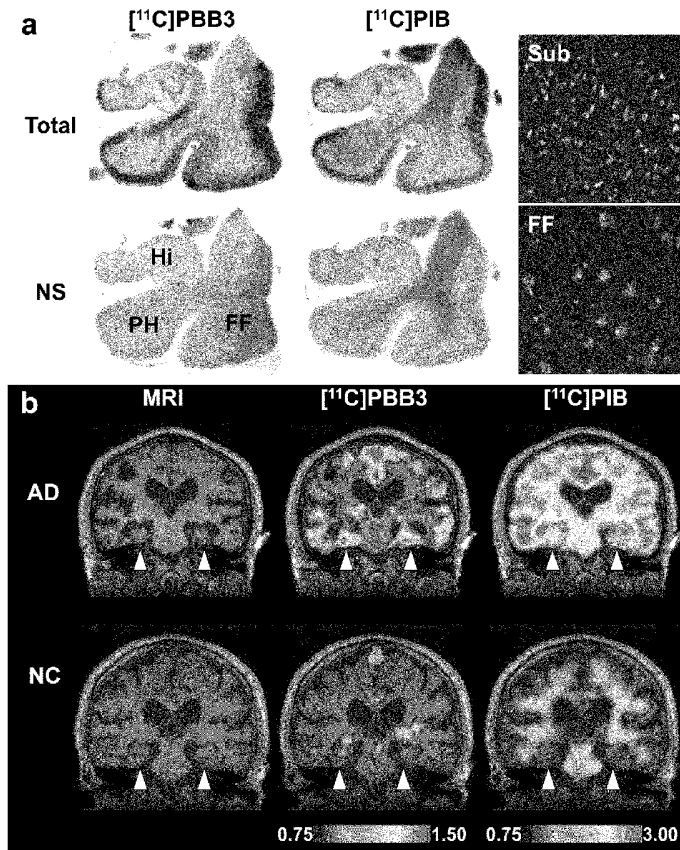 a
[¹¹C]PBB3
[¹¹C]PIB
Total
Sub
NS
Hi
PH
FF
FF
b
MRI
[¹¹C]PBB3
[¹¹C]PIB
AD
NC
0.75
1.50
0.75
3.00